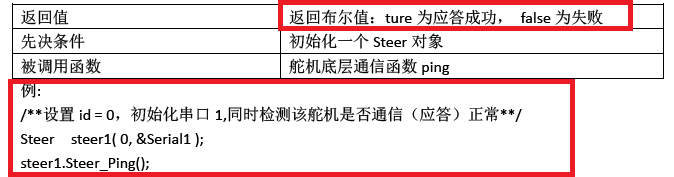 返回值 返回布尔值：ture 为应答成功， false 为失败
先决条件 初始化一个 Steer 对象
被调用函数 舵机底层通信函数 ping
例:
/**设置 id = 0，初始化串口 1,同时检测该舵机是否通信（应答）正常**/
Steer steer1( 0, &Serial1 );
steer1.Steer_Ping();